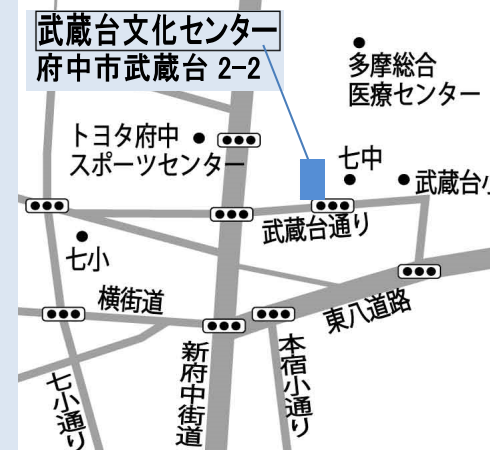 武蔵台文化センター
府中市武蔵台 2-2
多摩総合
医療センター
トヨタ府中
スポーツセンター
七中
武蔵台小
武蔵台通り
七小
横街道
東八道路
新府中街道
本宿小通り
七小通り